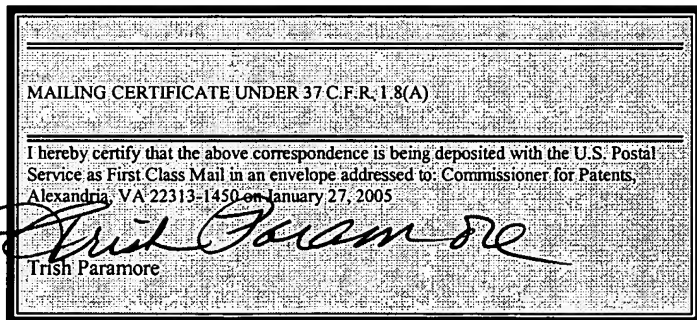 MAILING CERTIFICATE UNDER 37 C.F.R. 1.8(A)
I hereby certify that the above correspondence is being deposited with the U.S. Postal
Service as First Class Mail in an envelope addressed to: Commissioner for Patents,
Alexandria, VA 22313-1450 on January 27, 2005
Trish Paramore
Trish Paramore